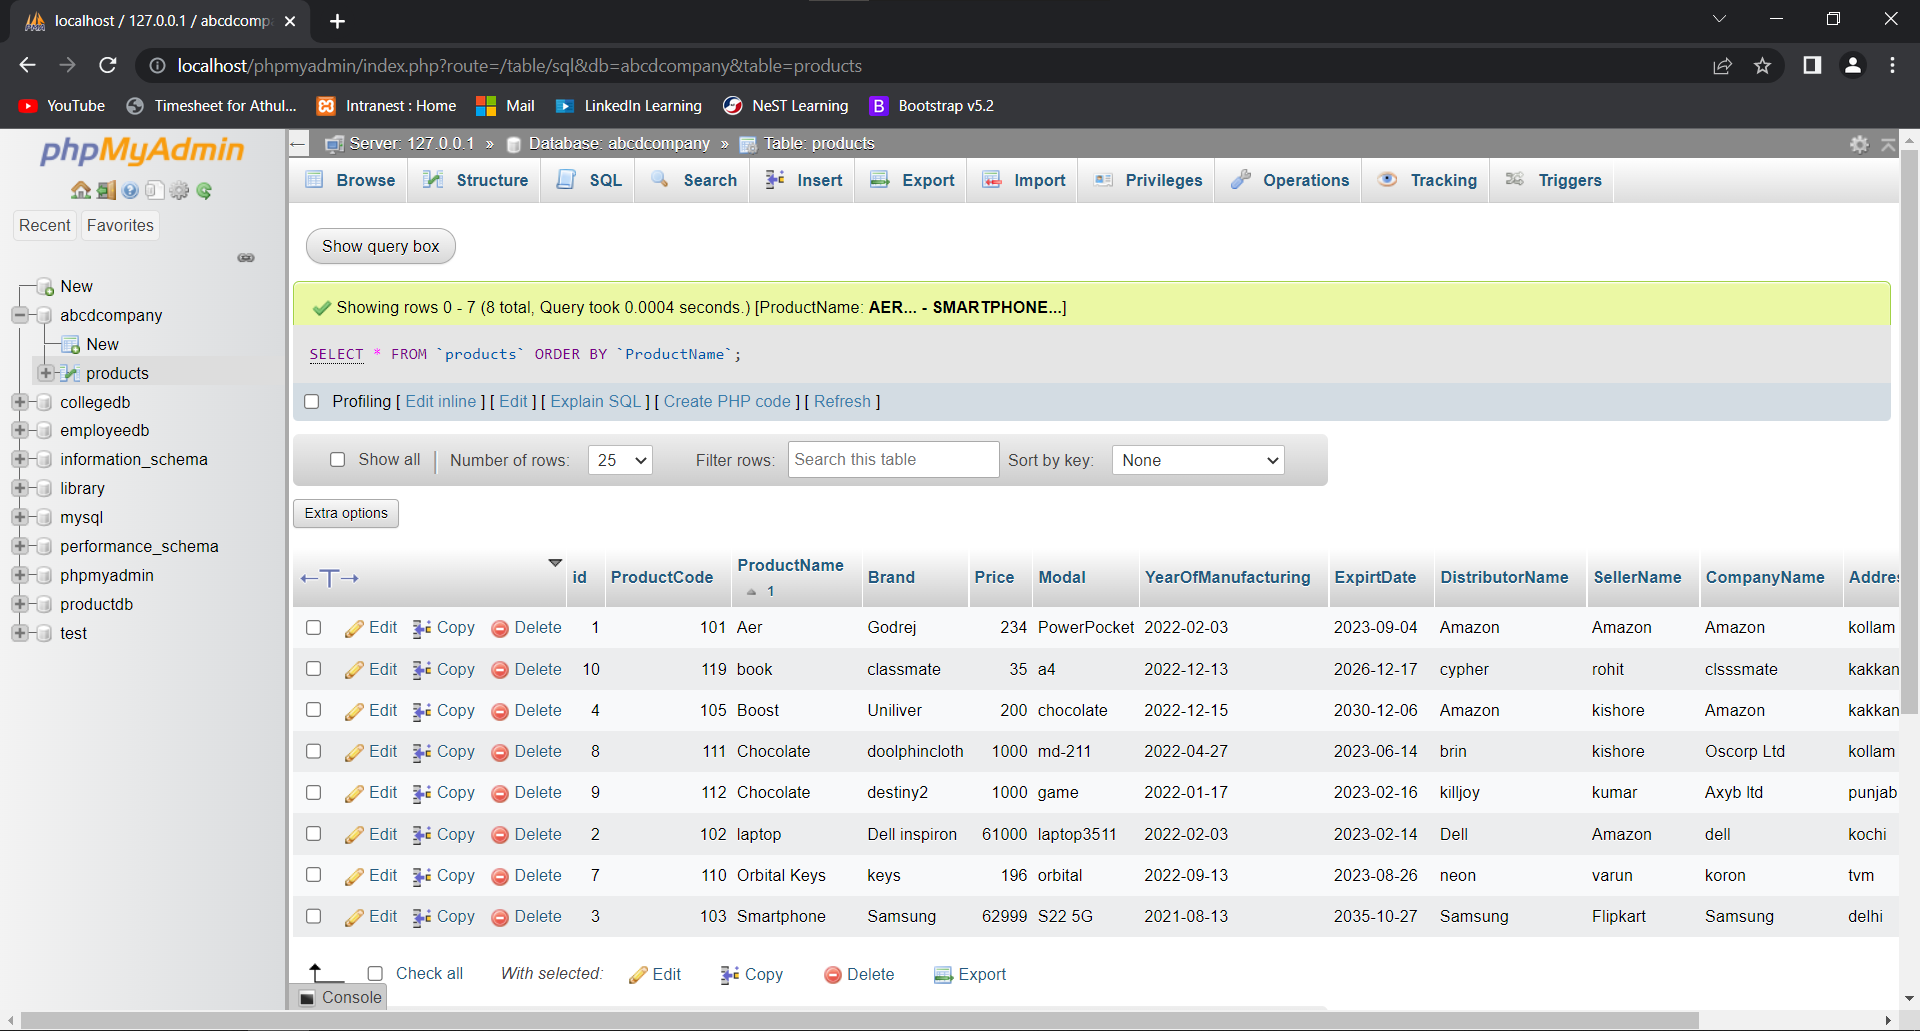 localhost / 127.0.0.1 / abcdcomp
localhost/phpmyadmin/index.php?route=/table/sql&db=abcdcompany&table=products
YouTube Timesheet for Athul... Intranest : Home Mail LinkedIn Learning NeST Learning B Bootstrap v5.2
phpMyAdmin
Recent Favorites
New
abcdcompany
New
products
collegedb
employeedb
information_schema
library
mysql
performance_schema
phpmyadmin
productdb
test
Server: 127.0.0.1 » Database: abcdcompany » Table: products
Browse Structure SQL Search Insert Export Import Privileges Operations Tracking Triggers
Show query box
Showing rows 0 - 7 (8 total, Query took 0.0004 seconds.) [ProductName: AER... - SMARTPHONE...]
SELECT * FROM `products` ORDER BY `ProductName`;
Profiling [ Edit inline ] [ Edit ] [ Explain SQL ] [ Create PHP code ] [ Refresh ]
Show all | Number of rows: 25 Filter rows: Search this table Sort by key: None
Extra options
←T→ id ProductCode ProductName 1 Brand Price Modal YearOfManufacturing ExpirtDate DistributorName SellerName CompanyName Addres
Edit Copy Delete 1 101 Aer Godrej 234 PowerPocket 2022-02-03 2023-09-04 Amazon Amazon Amazon kollam
Edit Copy Delete 10 119 book classmate 35 a4 2022-12-13 2026-12-17 cypher rohit clsssmate kakkan
Edit Copy Delete 4 105 Boost Uniliver 200 chocolate 2022-12-15 2030-12-06 Amazon kishore Amazon kakkan
Edit Copy Delete 8 111 Chocolate doolphincloth 1000 md-211 2022-04-27 2023-06-14 brin kishore Oscorp Ltd kollam
Edit Copy Delete 9 112 Chocolate destiny2 1000 game 2022-01-17 2023-02-16 killjoy kumar Axyb ltd punjab
Edit Copy Delete 2 102 laptop Dell inspiron 61000 laptop3511 2022-02-03 2023-02-14 Dell Amazon dell kochi
Edit Copy Delete 7 110 Orbital Keys keys 196 orbital 2022-09-13 2023-08-26 neon varun koron tvm
Edit Copy Delete 3 103 Smartphone Samsung 62999 S22 5G 2021-08-13 2035-10-27 Samsung Flipkart Samsung delhi
Check all With selected: Edit Copy Delete Export
Console